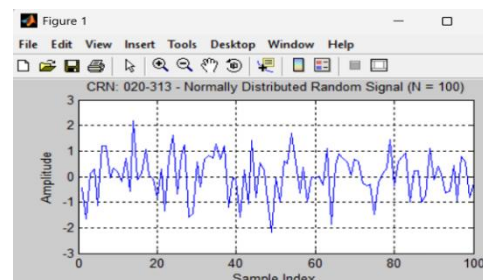 Figure 1
File Edit View Insert Tools Desktop Window Help
CRN: 020-313 - Normally Distributed Random Signal (N = 100)
3
2
1
0
-1
-2
-3
Amplitude
0 20 40 60 80 100
Sample Index